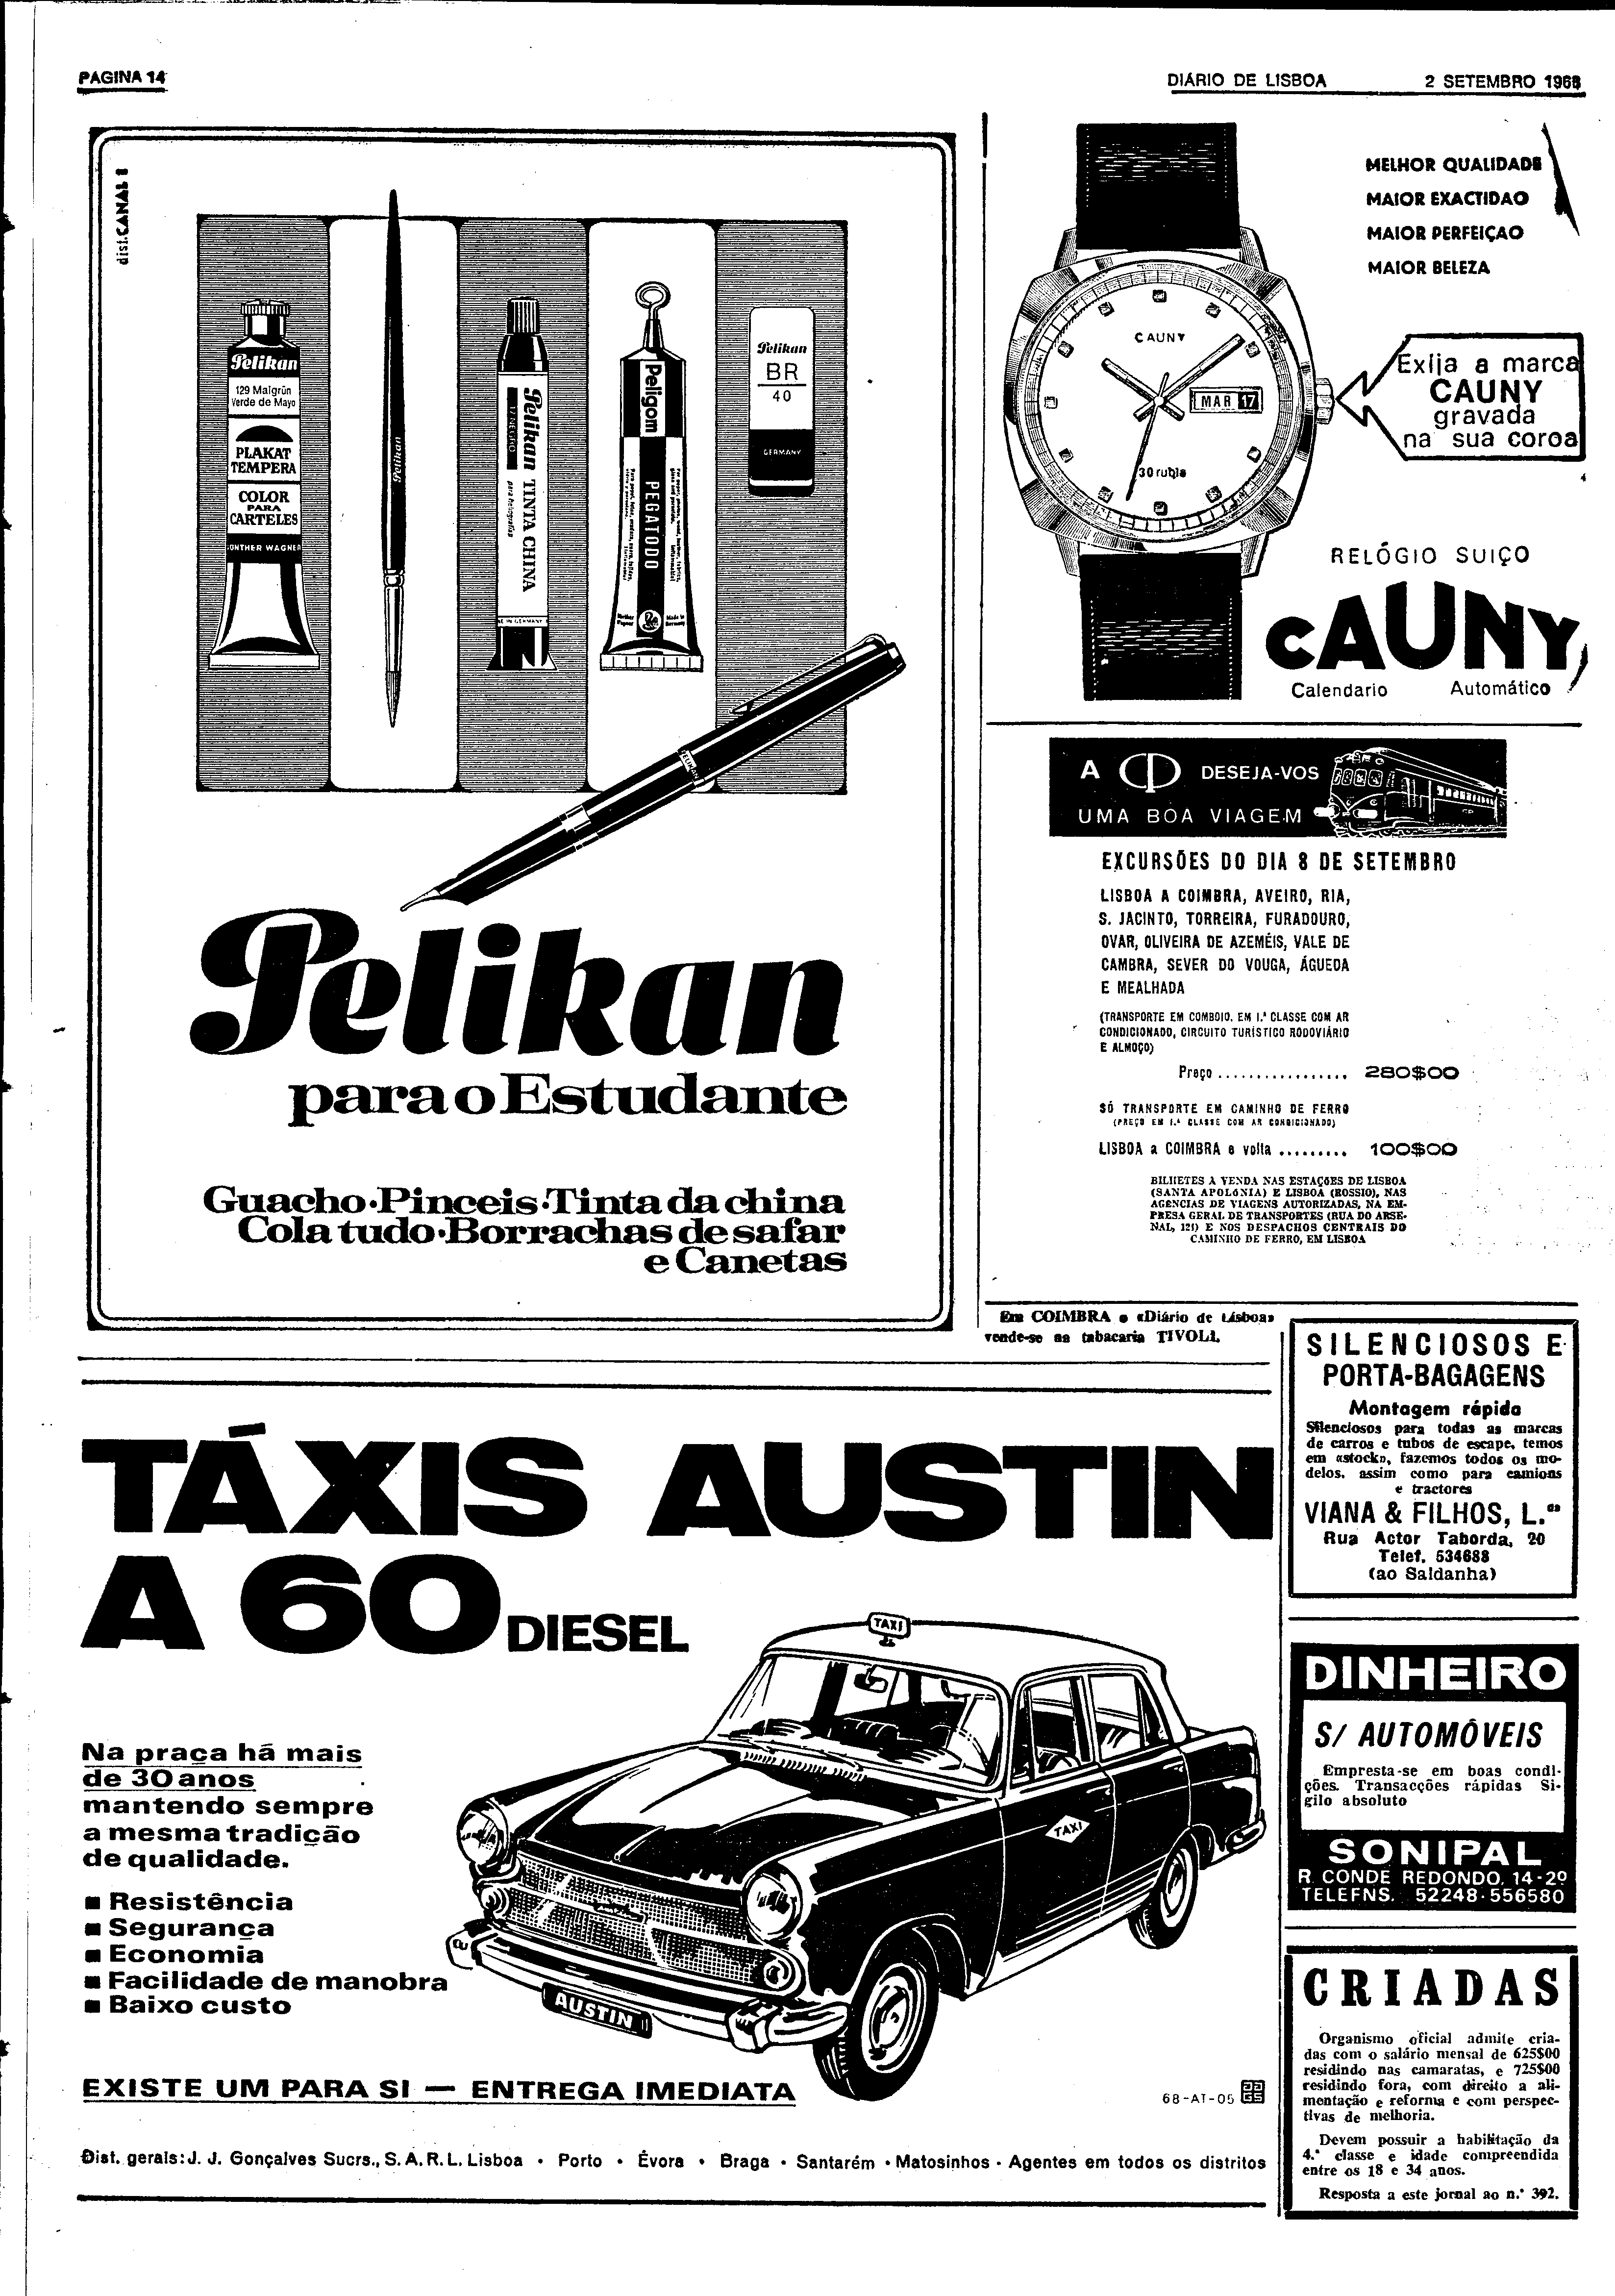 PAGINA 14
DIÁRIO DE LISBOA 2 SETEMBRO 1968
dist. CANAL 8
Pelikan
129 Maigrün
Verde de Mayo
PLAKAT
TEMPERA
COLOR
PARA
CARTELES
GÜNTHER WAGNER
Pelikan
Pelikan TINTA CHINA
Peligom
PEGATODO
Pelikan
BR
40
GERMANY
PELIKAN
Pelikan
para o Estudante
Guacho·Pinceis·Tinta da china
Cola tudo·Borrachas de safar
e Canetas
MELHOR QUALIDADE
MAIOR EXACTIDAO
MAIOR PERFEIÇAO
MAIOR BELEZA
CAUNY
MAR 17
30 rubis
Exija a marca
CAUNY
gravada
na sua coroa
RELÓGIO SUIÇO
CAUNY
Calendario Automático
A CP DESEJA-VOS
UMA BOA VIAGEM
EXCURSÕES DO DIA 8 DE SETEMBRO
LISBOA A COIMBRA, AVEIRO, RIA,
S. JACINTO, TORREIRA, FURADOURO,
OVAR, OLIVEIRA DE AZEMÉIS, VALE DE
CAMBRA, SEVER DO VOUGA, ÁGUEDA
E MEALHADA
(TRANSPORTE EM COMBOIO, EM 1.ª CLASSE COM AR
CONDICIONADO, CIRCUITO TURÍSTICO RODOVIÁRIO
E ALMOÇO)
Preço ................. 280$00
SÓ TRANSPORTE EM CAMINHO DE FERRO
(PREÇO EM 1.ª CLASSE COM AR CONDICIONADO)
LISBOA a COIMBRA e volta ......... 100$00
BILHETES À VENDA NAS ESTAÇÕES DE LISBOA
(SANTA APOLÓNIA) E LISBOA (ROSSIO), NAS
AGENCIAS DE VIAGENS AUTORIZADAS, NA EM-
PRESA GERAL DE TRANSPORTES (RUA DO ARSE-
NAL, 121) E NOS DESPACHOS CENTRAIS DO
CAMINHO DE FERRO, EM LISBOA
Em COIMBRA o «Diário de Lisboa»
vende-se na tabacaria TIVOLI.
SILENCIOSOS E
PORTA-BAGAGENS
Montagem rápida
Silenciosos para todas as marcas
de carros e tubos de escape, temos
em «stock», fazemos todos os mo-
delos, assim como para camions
e tractores
VIANA & FILHOS, L.da
Rua Actor Taborda, 20
Telef. 534688
(ao Saldanha)
DINHEIRO
S/ AUTOMÓVEIS
Empresta-se em boas condi-
ções. Transacções rápidas Si-
gilo absoluto
SONIPAL
R. CONDE REDONDO, 14-2º
TELEFNS. 52248-556580
CRIADAS
Organismo oficial admite cria-
das com o salário mensal de 625$00
residindo nas camaratas, e 725$00
residindo fora, com direito a ali-
mentação e reforma e com perspec-
tivas de melhoria.
Devem possuir a habilitação da
4.ª classe e idade compreendida
entre os 18 e 34 anos.
Resposta a este jornal ao n.º 392.
TÁXIS AUSTIN
A 60 DIESEL
Na praça há mais
de 30 anos
mantendo sempre
a mesma tradição
de qualidade.
■ Resistência
■ Segurança
■ Economia
■ Facilidade de manobra
■ Baixo custo
TAXI
TAXI
AUSTIN
EXISTE UM PARA SI — ENTREGA IMEDIATA
68-AT-05
Dist. gerais: J. J. Gonçalves Sucrs., S.A.R.L. Lisboa • Porto • Évora • Braga • Santarém • Matosinhos • Agentes em todos os distritos